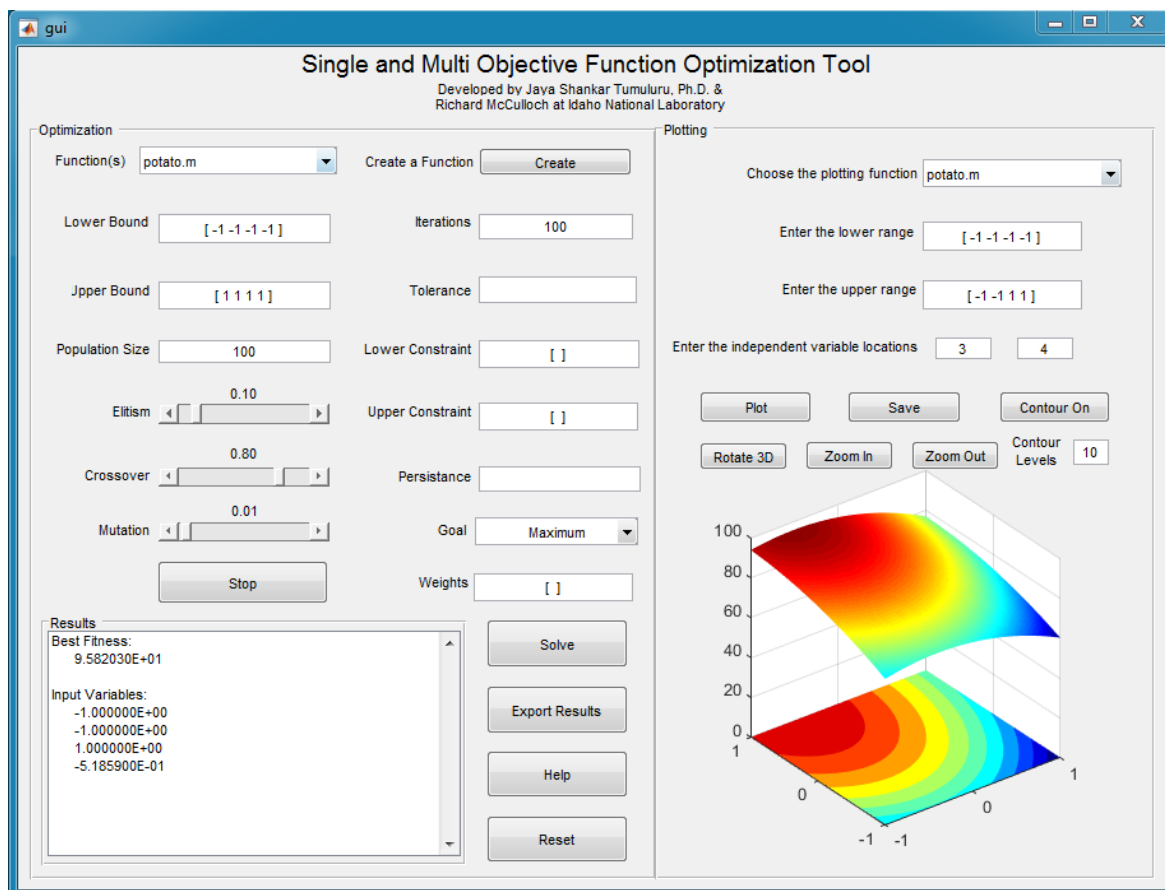 gui
Single and Multi Objective Function Optimization Tool
Developed by Jaya Shankar Tumuluru, Ph.D. &
Richard McCulloch at Idaho National Laboratory
Optimization
Function(s) potato.m Create a Function Create
Lower Bound [ -1 -1 -1 -1 ] Iterations 100
Jpper Bound [ 1 1 1 1 ] Tolerance
Population Size 100 Lower Constraint [ ]
Elitism 0.10 Upper Constraint [ ]
Crossover 0.80 Persistance
Mutation 0.01 Goal Maximum
Stop Weights [ ]
Results
Best Fitness:
9.582030E+01
Input Variables:
-1.000000E+00
-1.000000E+00
1.000000E+00
-5.185900E-01
Solve
Export Results
Help
Reset
Plotting
Choose the plotting function potato.m
Enter the lower range [ -1 -1 -1 -1 ]
Enter the upper range [ -1 -1 1 1 ]
Enter the independent variable locations 3 4
Plot Save Contour On
Rotate 3D Zoom In Zoom Out Contour Levels 10
100
80
60
40
20
0
1
0
-1
-1
0
1